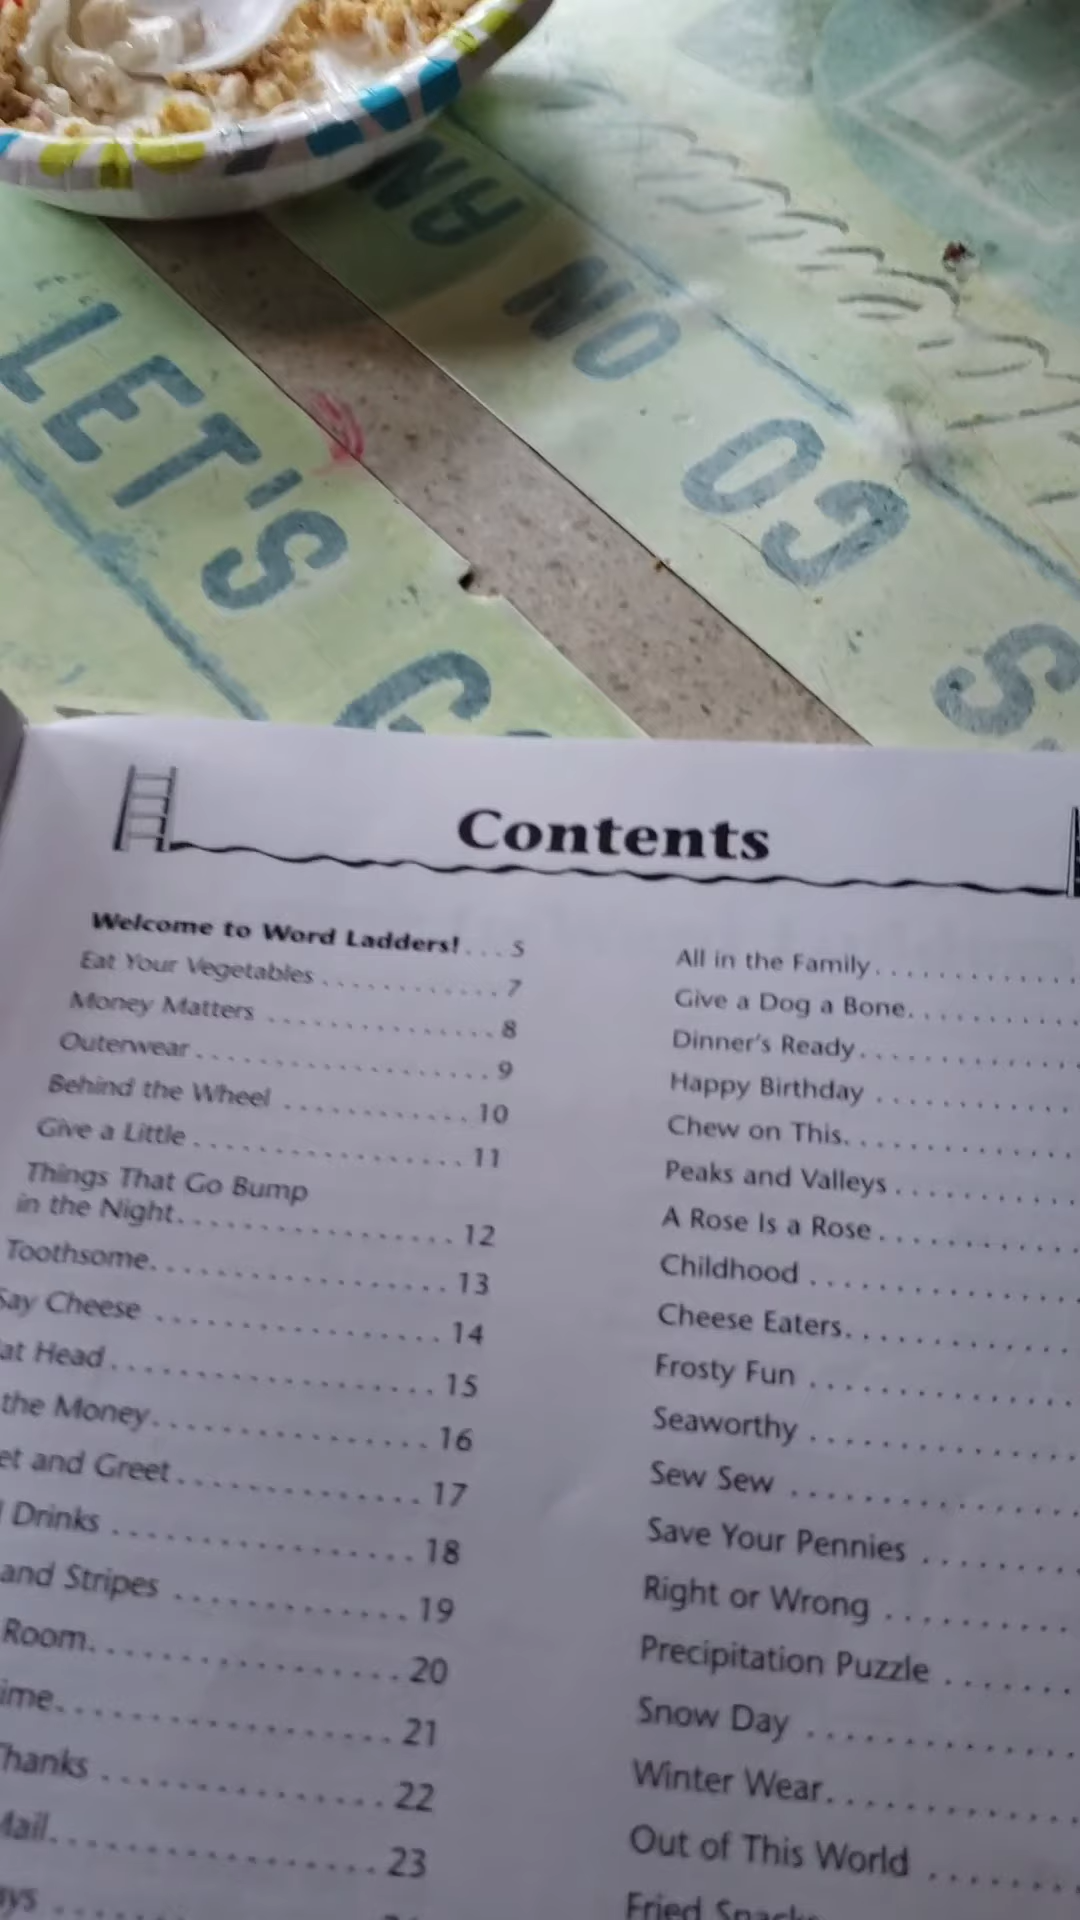 LET'S
AN
ON
GO
Contents
Welcome to Word Ladders! . . . 5
Eat Your Vegetables . . . . . . . . . . . . 7
Money Matters . . . . . . . . . . . . . . . 8
Outerwear . . . . . . . . . . . . . . . . . . . . 9
Behind the Wheel . . . . . . . . . . . . 10
Give a Little . . . . . . . . . . . . . . . . . 11
Things That Go Bump
in the Night . . . . . . . . . . . . . . . . . 12
Toothsome . . . . . . . . . . . . . . . . . . 13
Say Cheese . . . . . . . . . . . . . . . . . 14
Head . . . . . . . . . . . . . . . . . . . . 15
the Money . . . . . . . . . . . . . . . . . 16
and Greet . . . . . . . . . . . . . . . . 17
Drinks . . . . . . . . . . . . . . . . . . 18
and Stripes . . . . . . . . . . . . . . 19
Room . . . . . . . . . . . . . . . . . . . 20
21
Thanks . . . . . . . . . . . . . . . . . . 22
23
All in the Family . . . . . . . . . . . .
Give a Dog a Bone . . . . . . . . . .
Dinner's Ready . . . . . . . . . . . . .
Happy Birthday . . . . . . . . . . . .
Chew on This . . . . . . . . . . . . . .
Peaks and Valleys . . . . . . . . . . .
A Rose Is a Rose . . . . . . . . . . . .
Childhood . . . . . . . . . . . . . . . . .
Cheese Eaters . . . . . . . . . . . . . .
Frosty Fun . . . . . . . . . . . . . . . . .
Seaworthy . . . . . . . . . . . . . . . . .
Sew Sew . . . . . . . . . . . . . . . . . .
Save Your Pennies . . . . . . . . . .
Right or Wrong . . . . . . . . . . . .
Precipitation Puzzle . . . . . . . .
Snow Day . . . . . . . . . . . . . . . .
Winter Wear . . . . . . . . . . . . . .
Out of This World . . . . . . . . .
Fried Snacks